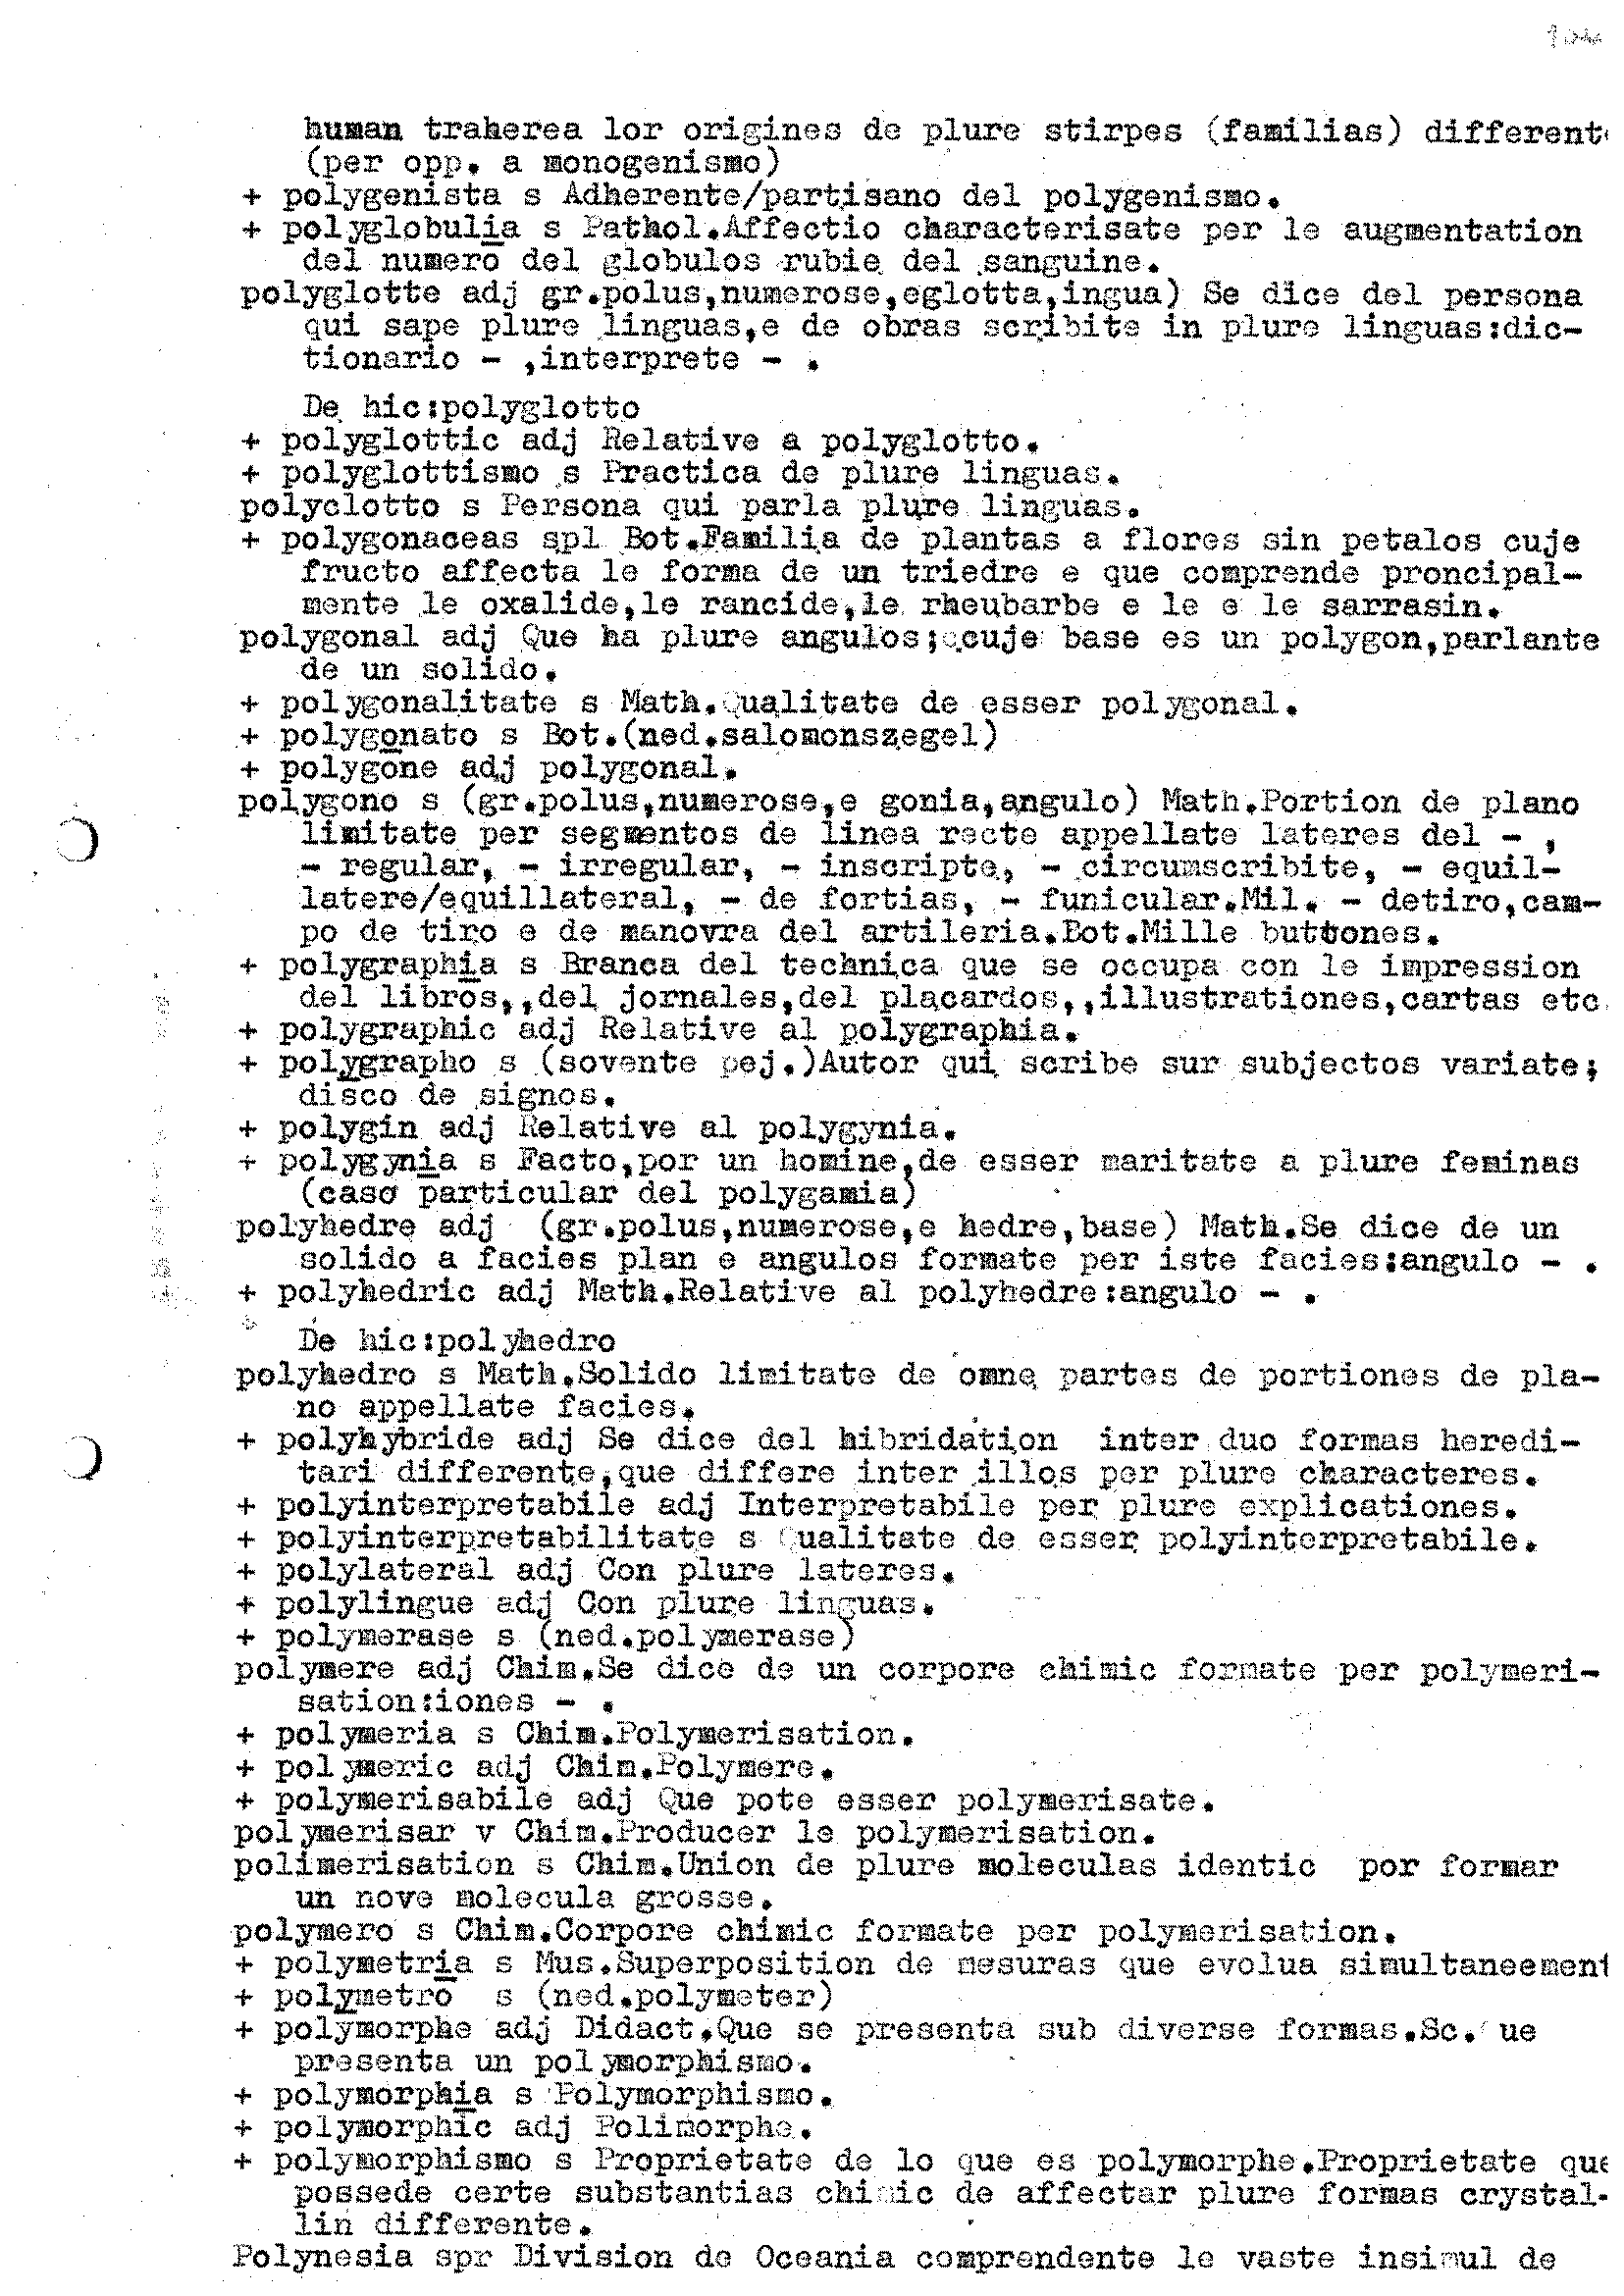 human traherea lor origines de plure stirpes (familias) different
(per opp. a monogenismo)
+ polygenista s Adherente/partisano del polygenismo.
+ polyglobulia s Pathol.Affectio characterisate per le augmentation
del numero del globulos rubie del sanguine.
polyglotte adj gr.polus,numerose,eglotta,ingua) Se dice del persona
qui sape plure linguas,e de obras scribite in plure linguas:dic-
tionario - ,interprete - .
De hic:polyglotto
+ polyglottic adj Relative a polyglotto.
+ polyglottismo s Practica de plure linguas.
polyclotto s Persona qui parla plure linguas.
+ polygonaceas spl Bot.Familia de plantas a flores sin petalos cuje
fructo affecta le forma de un triedre e que comprende proncipal-
mente le oxalide,le rancide,le rheubarbe e le e le sarrasin.
polygonal adj Que ha plure angulos;ccuje base es un polygon,parlante
de un solido.
+ polygonalitate s Math.Qualitate de esser polygonal.
+ polygonato s Bot.(ned.salomonszegel)
+ polygone adj polygonal.
polygono s (gr.polus,numerose,e gonia,angulo) Math.Portion de plano
limitate per segmentos de linea recte appellate lateres del - ,
- regular, - irregular, - inscripte, - circumscribite, - equil-
latere/equillateral, - de fortias, - funicular.Mil. - detiro,cam-
po de tiro e de manovra del artileria.Bot.Mille buttones.
+ polygraphia s Branca del technica que se occupa con le impression
del libros,,del jornales,del placardos,,illustrationes,cartas etc
+ polygraphic adj Relative al polygraphia.
+ polygrapho s (sovente pej.)Autor qui scribe sur subjectos variate;
disco de signos.
+ polygin adj Relative al polygynia.
+ polygynia s Facto,por un homine,de esser maritate a plure feminas
(caso particular del polygamia)
polyhedre adj (gr.polus,numerose,e hedre,base) Math.Se dice de un
solido a facies plan e angulos formate per iste facies:angulo - .
+ polyhedric adj Math.Relative al polyhedre:angulo - .
De hic:polyhedro
polyhedro s Math.Solido limitate de omne partes de portiones de pla-
no appellate facies.
+ polyhybride adj Se dice del hibridation inter duo formas heredi-
tari differente,que differe inter illos per plure characteres.
+ polyinterpretabile adj Interpretabile per plure explicationes.
+ polyinterpretabilitate s Qualitate de esser polyinterpretabile.
+ polylateral adj Con plure lateres.
+ polylingue adj Con plure linguas.
+ polymerase s (ned.polymerase)
polymere adj Chim.Se dice de un corpore chimic formate per polymeri-
sation:iones - .
+ polymeria s Chim.Polymerisation.
+ polymeric adj Chim.Polymere.
+ polymerisabile adj Que pote esser polymerisate.
polymerisar v Chim.Producer le polymerisation.
polimerisation s Chim.Union de plure moleculas identic por formar
un nove molecula grosse.
polymero s Chim.Corpore chimic formate per polymerisation.
+ polymetria s Mus.Superposition de mesuras que evolua simultaneement
+ polymetro s (ned.polymeter)
+ polymorphe adj Didact.Que se presenta sub diverse formas.Sc. ue
presenta un polymorphismo.
+ polymorphia s Polymorphismo.
+ polymorphic adj Polimorphe.
+ polymorphismo s Proprietate de lo que es polymorphe.Proprietate que
possede certe substantias chimic de affectar plure formas crystal-
lin differente.
Polynesia spr Division de Oceania comprendente le vaste insimul de